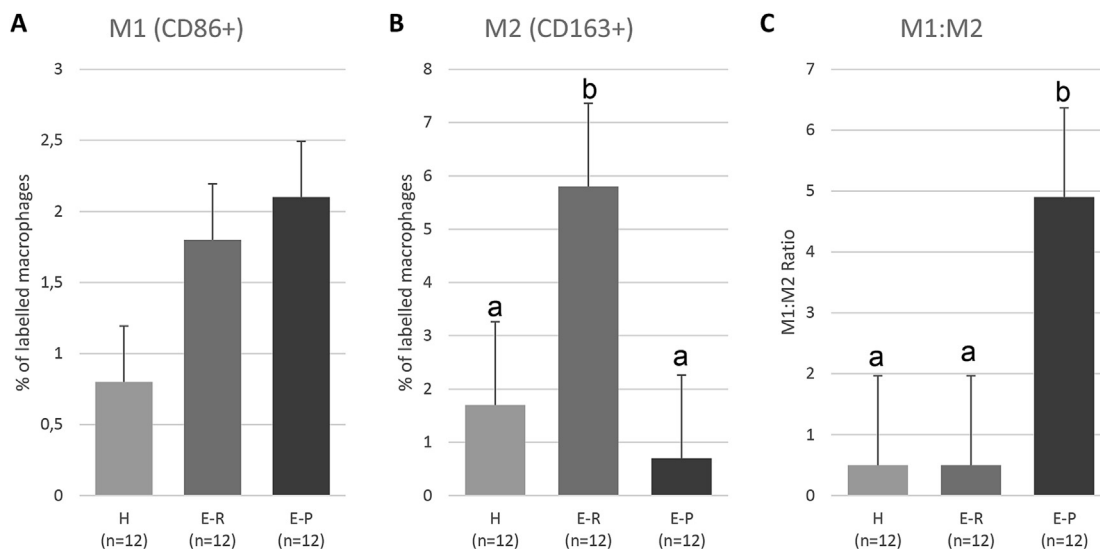 A M1 (CD86+)
% of labelled macrophages
3
2,5
2
1,5
1
0,5
0
H
(n=12)
E-R
(n=12)
E-P
(n=12)
B M2 (CD163+)
% of labelled macrophages
8
7
6
5
4
3
2
1
0
a
b
a
H
(n=12)
E-R
(n=12)
E-P
(n=12)
C M1:M2
M1:M2 Ratio
7
6
5
4
3
2
1
0
a
a
b
H
(n=12)
E-R
(n=12)
E-P
(n=12)